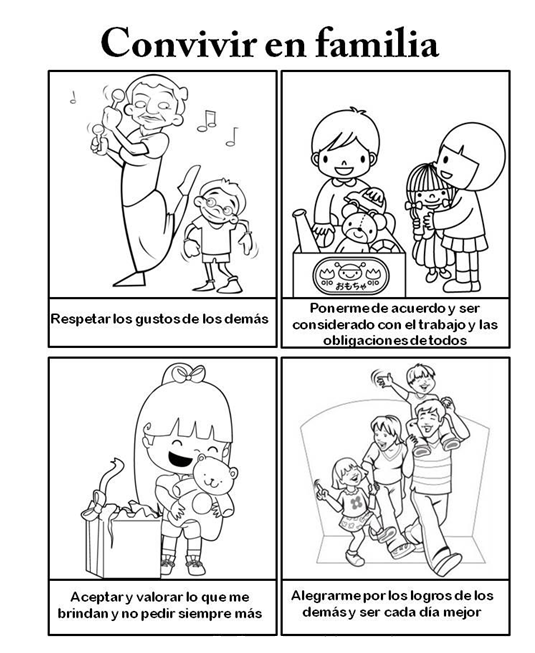 Convivir en familia
Respetar los gustos de los demás
おもちゃ
Ponerme de acuerdo y ser
considerado con el trabajo y las
obligaciones de todos
Aceptar y valorar lo que me
brindan y no pedir siempre más
Alegrarme por los logros de los
demás y ser cada día mejor